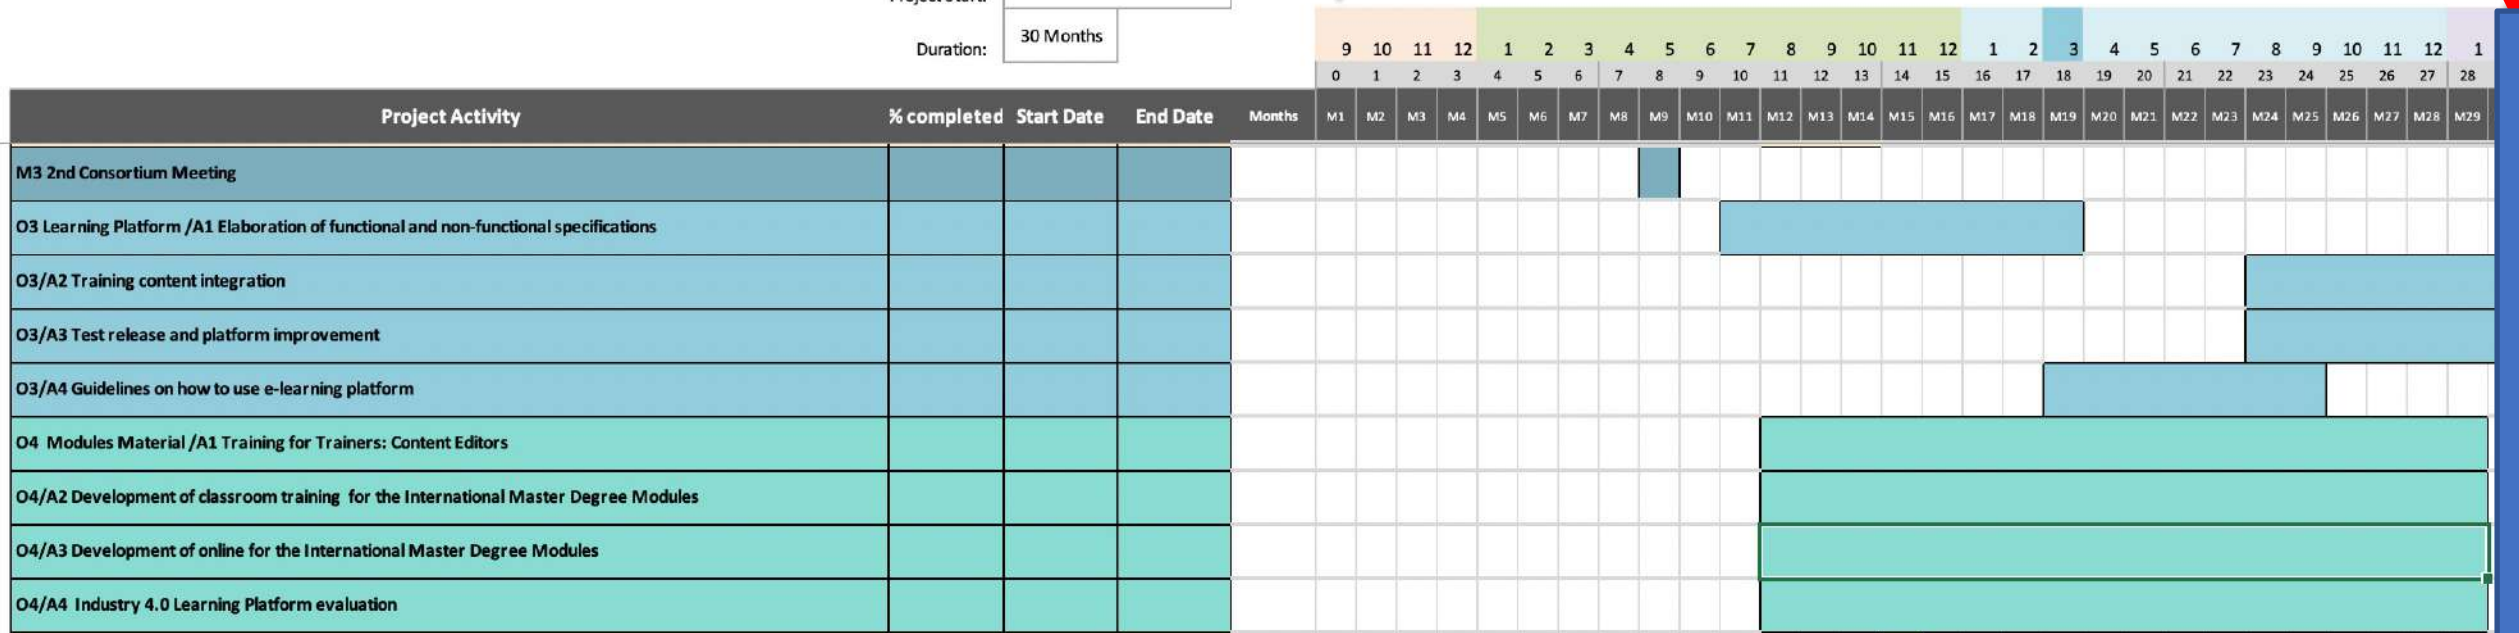 30 Months
Duration:
9 10 11 12 1 2 3 4 5 6 7 8 9 10 11 12 1 2 3 4 5 6 7 8 9 10 11 12 1
0 1 2 3 4 5 6 7 8 9 10 11 12 13 14 15 16 17 18 19 20 21 22 23 24 25 26 27 28
Project Activity % completed Start Date End Date Months M1 M2 M3 M4 M5 M6 M7 M8 M9 M10 M11 M12 M13 M14 M15 M16 M17 M18 M19 M20 M21 M22 M23 M24 M25 M26 M27 M28 M29
M3 2nd Consortium Meeting
O3 Learning Platform /A1 Elaboration of functional and non-functional specifications
O3/A2 Training content integration
O3/A3 Test release and platform improvement
O3/A4 Guidelines on how to use e-learning platform
O4 Modules Material /A1 Training for Trainers: Content Editors
O4/A2 Development of classroom training for the International Master Degree Modules
O4/A3 Development of online for the International Master Degree Modules
O4/A4 Industry 4.0 Learning Platform evaluation